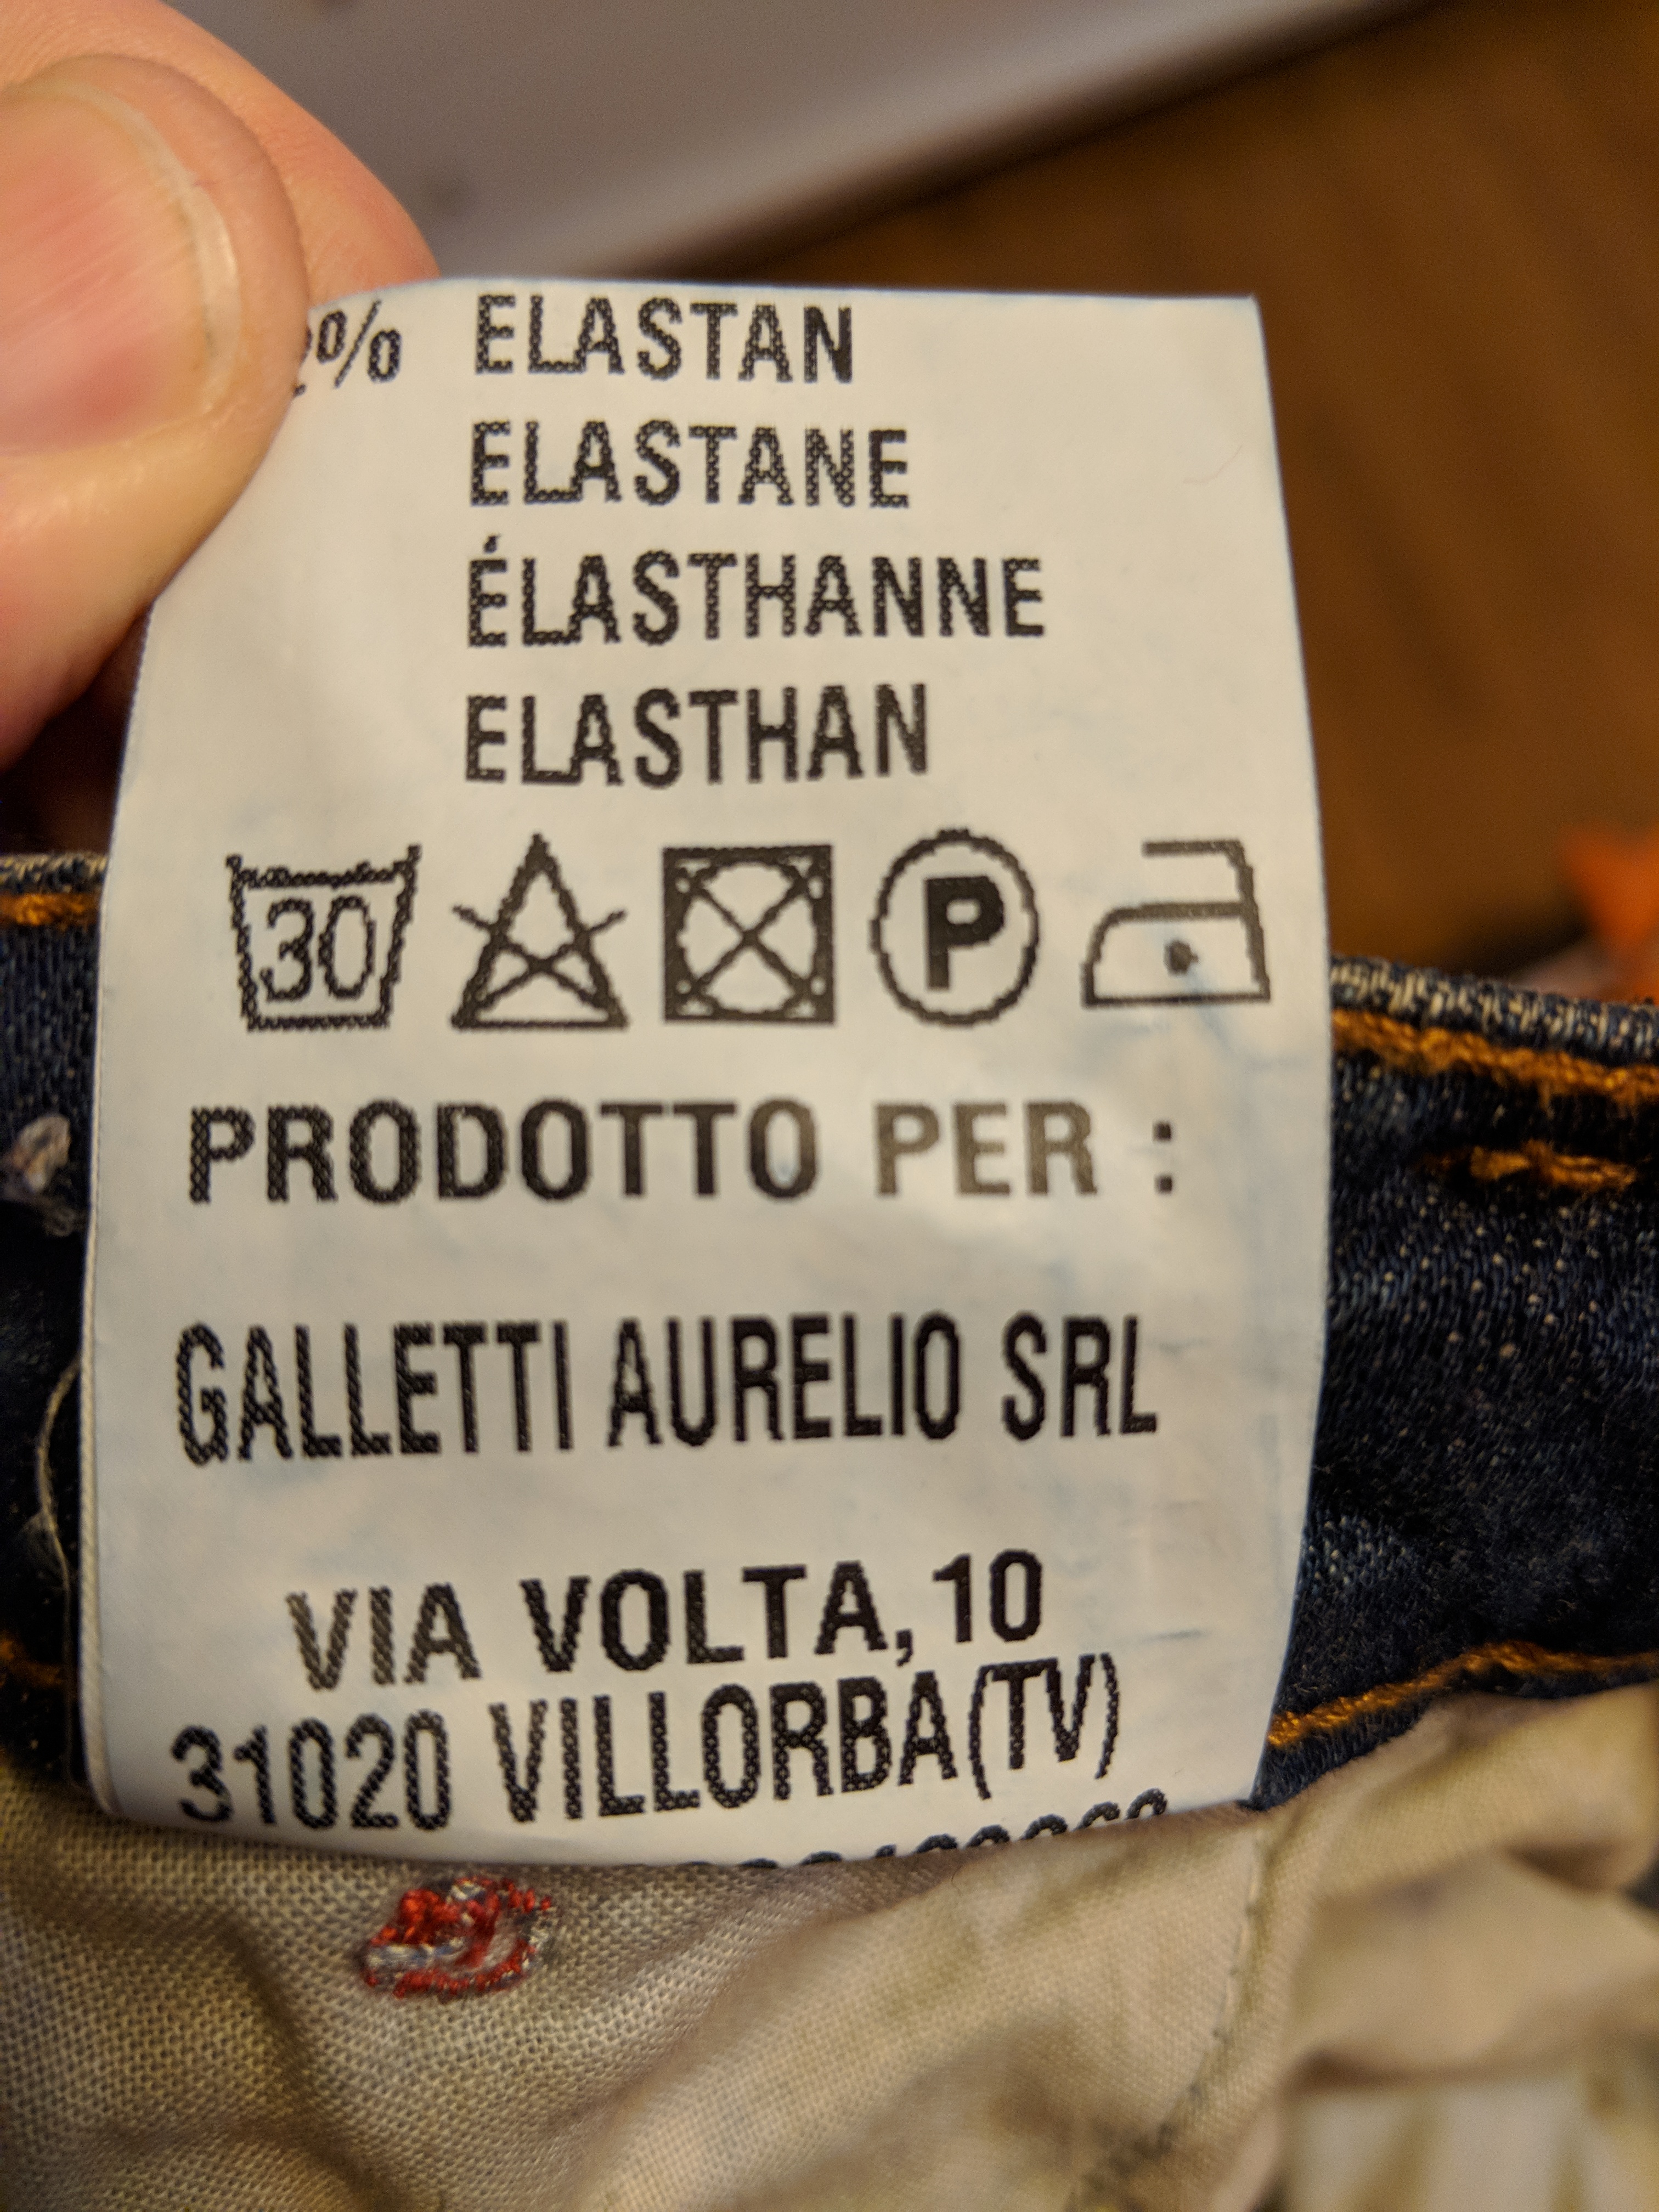 % ELASTAN
ELASTANE
ÉLASTHANNE
ELASTHAN
30 P
PRODOTTO PER :
GALLETTI AURELIO SRL
VIA VOLTA,10
31020 VILLORBA(TV)